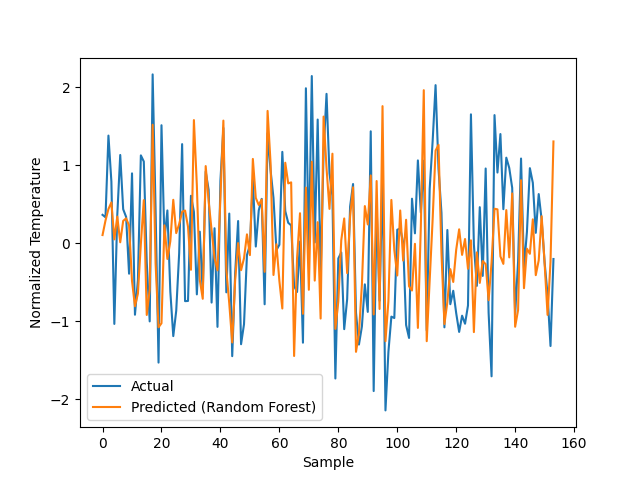 2
1
0
−1
−2
Normalized Temperature
Actual
Predicted (Random Forest)
0 20 40 60 80 100 120 140 160
Sample